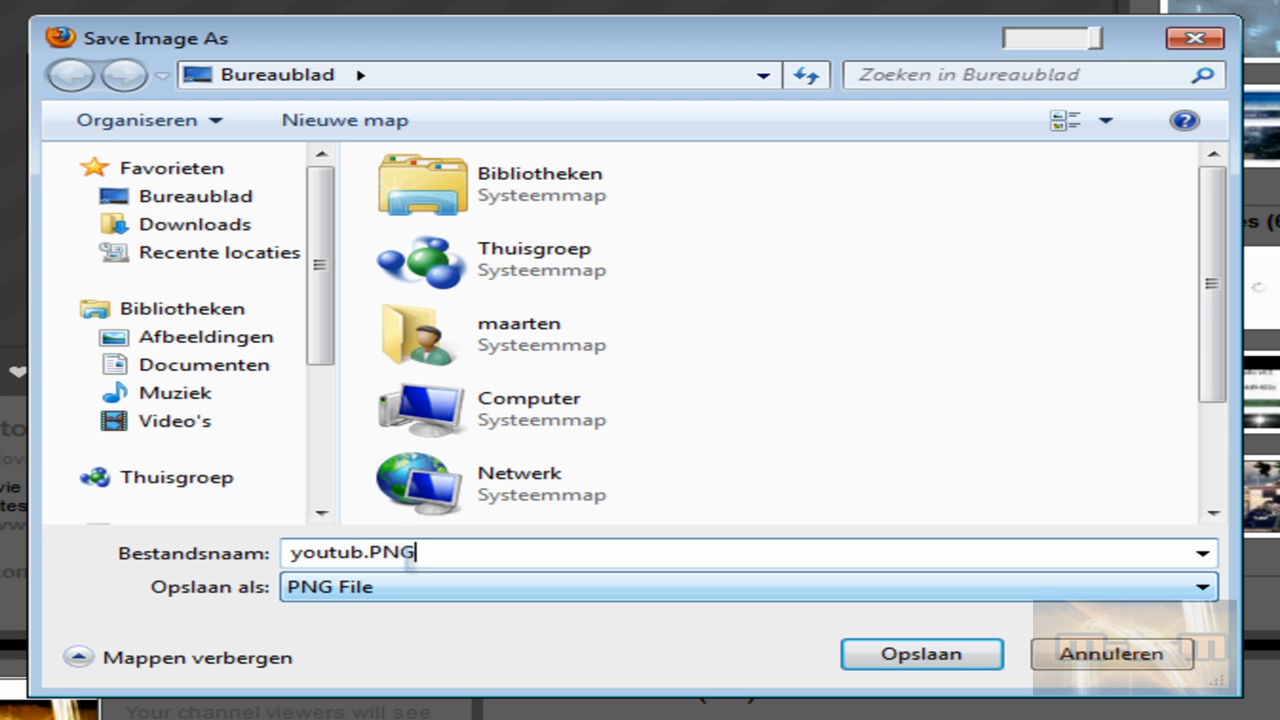 Save Image As
Bureaublad
Zoeken in Bureaublad
Organiseren
Nieuwe map
Favorieten
Bureaublad
Downloads
Recente locaties
Bibliotheken
Afbeeldingen
Documenten
Muziek
Video's
Thuisgroep
Bibliotheken
Systeemmap
Thuisgroep
Systeemmap
maarten
Systeemmap
Computer
Systeemmap
Netwerk
Systeemmap
Bestandsnaam: youtub.PNG
Opslaan als: PNG File
Mappen verbergen
Opslaan
Annuleren
Your channel viewers will see